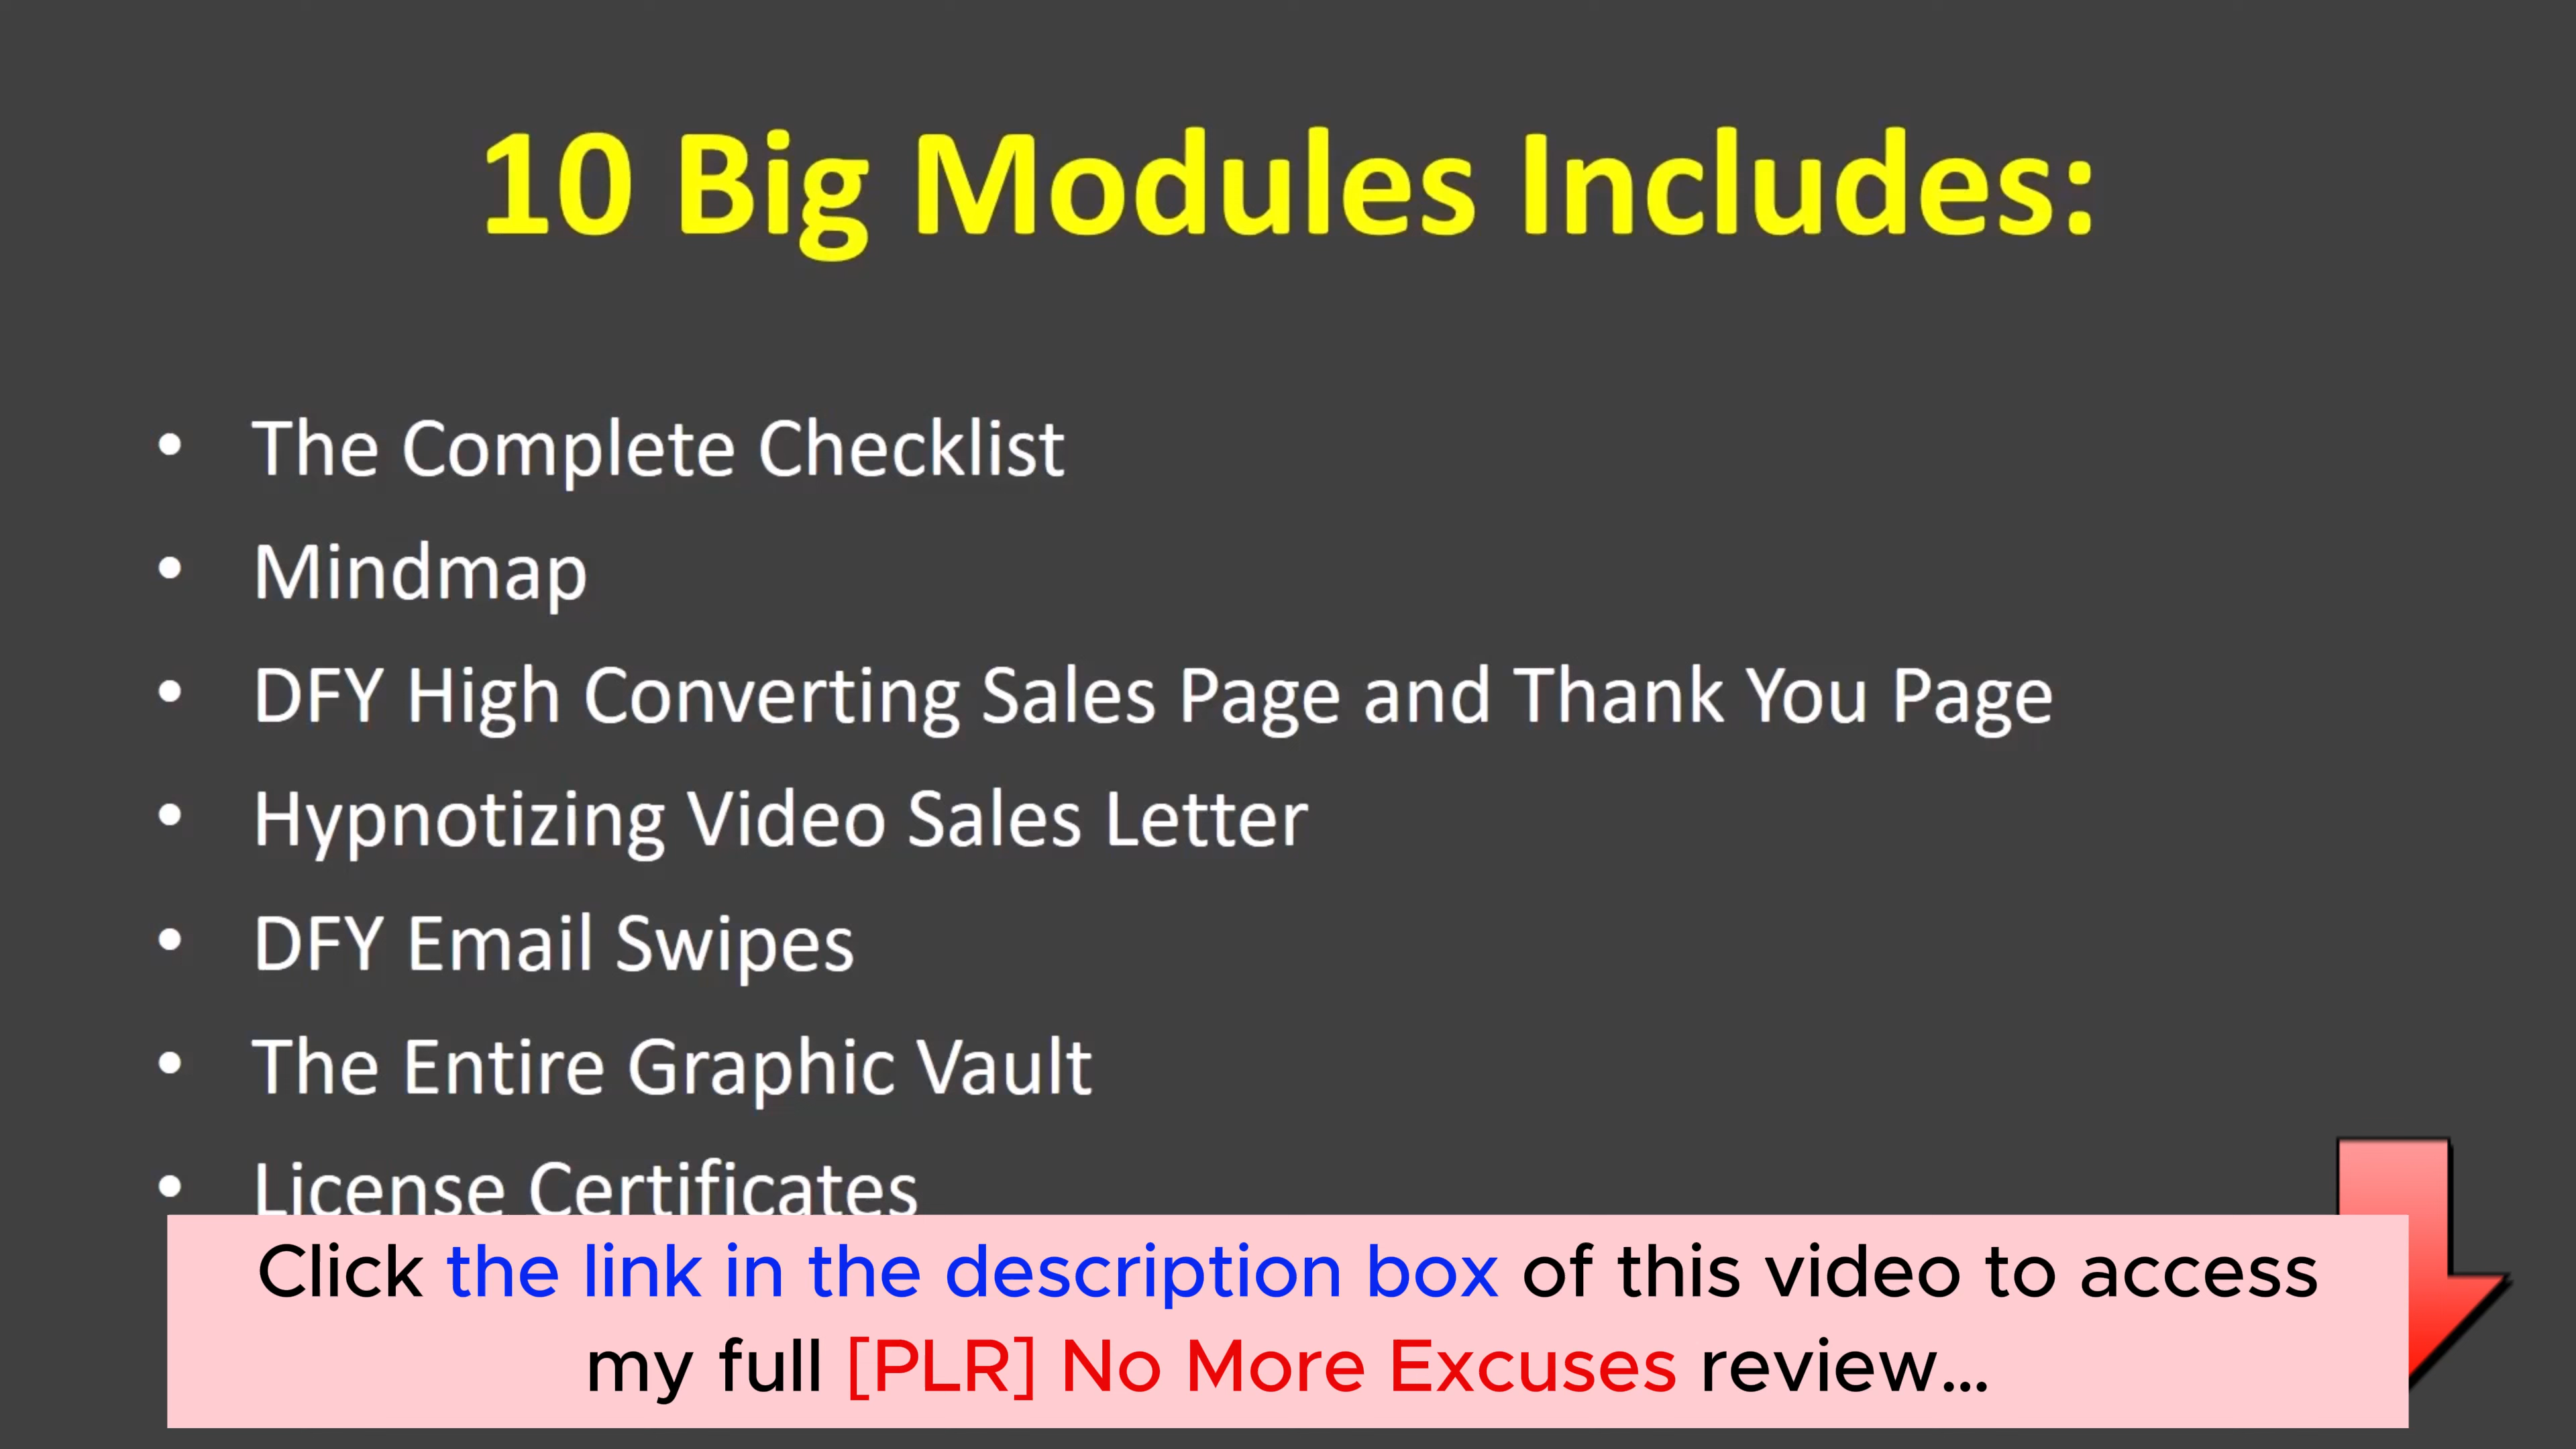 10 Big Modules Includes:
• The Complete Checklist
• Mindmap
• DFY High Converting Sales Page and Thank You Page
• Hypnotizing Video Sales Letter
• DFY Email Swipes
• The Entire Graphic Vault
• License Certificates
Click the link in the description box of this video to access
my full [PLR] No More Excuses review...